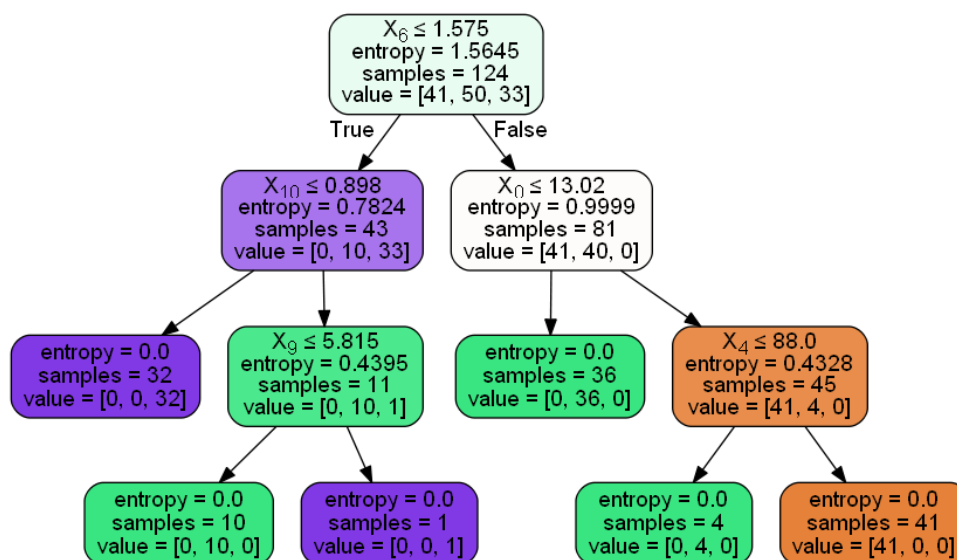 X₆ ≤ 1.575
entropy = 1.5645
samples = 124
value = [41, 50, 33]
True
False
X₁₀ ≤ 0.898
entropy = 0.7824
samples = 43
value = [0, 10, 33]
X₀ ≤ 13.02
entropy = 0.9999
samples = 81
value = [41, 40, 0]
entropy = 0.0
samples = 32
value = [0, 0, 32]
X₉ ≤ 5.815
entropy = 0.4395
samples = 11
value = [0, 10, 1]
entropy = 0.0
samples = 36
value = [0, 36, 0]
X₄ ≤ 88.0
entropy = 0.4328
samples = 45
value = [41, 4, 0]
entropy = 0.0
samples = 10
value = [0, 10, 0]
entropy = 0.0
samples = 1
value = [0, 0, 1]
entropy = 0.0
samples = 4
value = [0, 4, 0]
entropy = 0.0
samples = 41
value = [41, 0, 0]